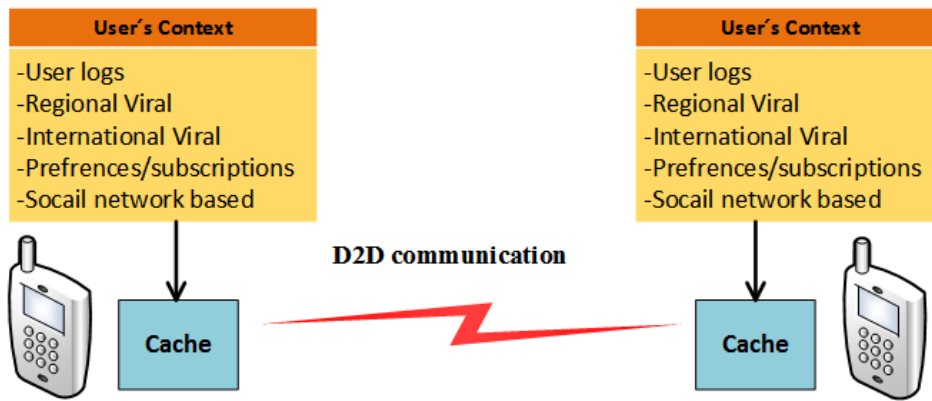 User´s Context
-User logs
-Regional Viral
-International Viral
-Prefrences/subscriptions
-Socail network based
User´s Context
-User logs
-Regional Viral
-International Viral
-Prefrences/subscriptions
-Socail network based
D2D communication
Cache
Cache